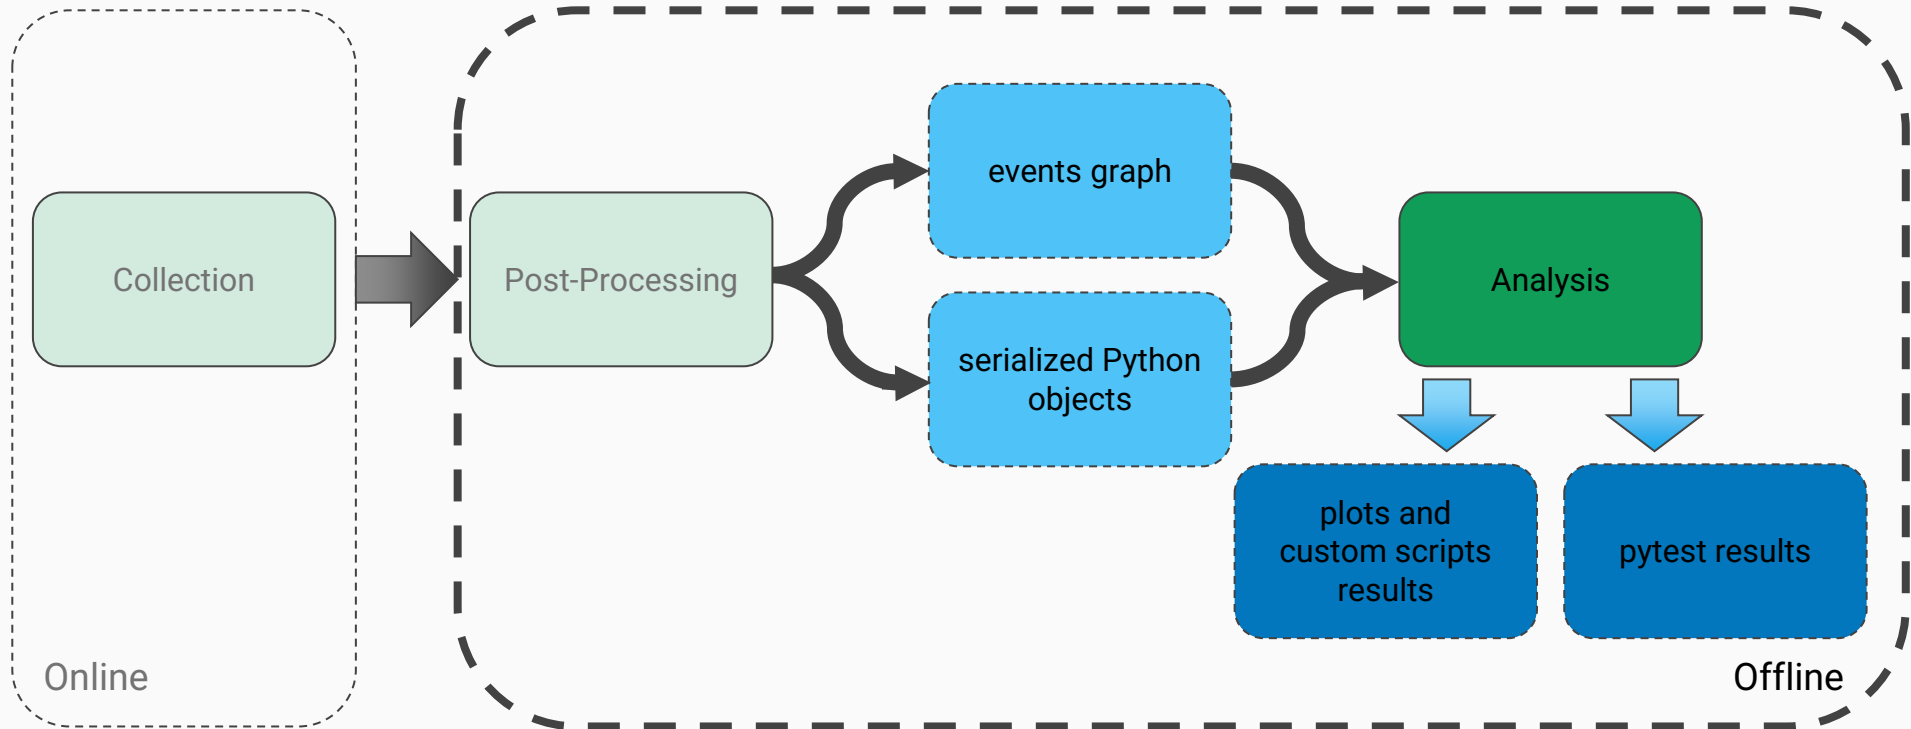 Collection
Post-Processing
events graph
serialized Python
objects
Analysis
plots and
custom scripts
results
pytest results
Online
Offline